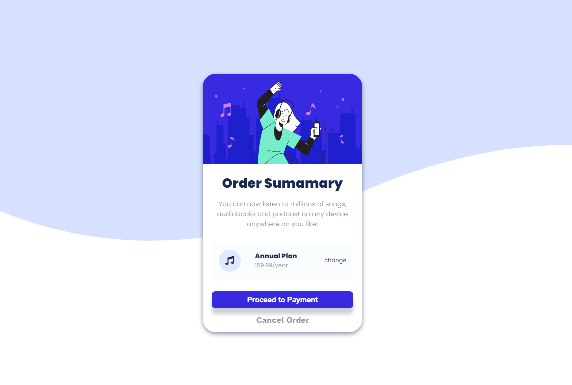 Order Sumamary
You can now listen to millions of songs,
audiobooks and podcast on any device
anywhere on you like!
Annual Plan
change
159.99/year
Proceed to Payment
Cancel Order